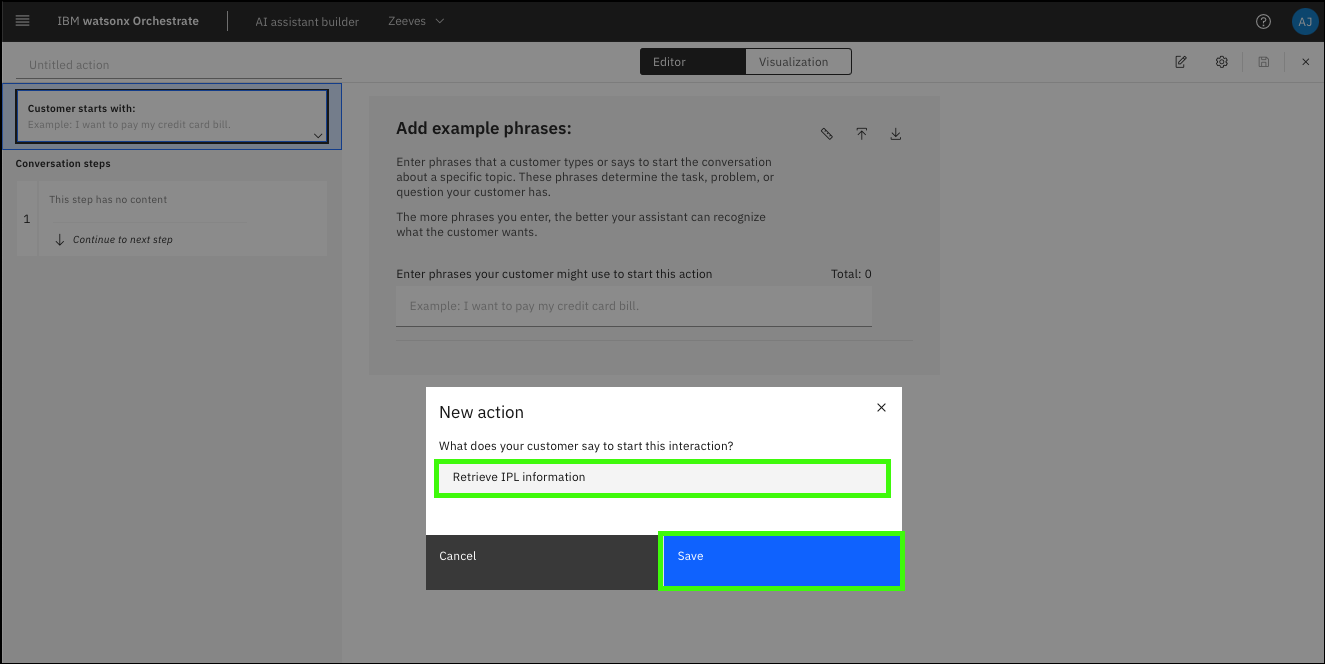 IBM watsonx Orchestrate
AI assistant builder
Zeeves
AJ
Untitled action
Editor
Visualization
Customer starts with:
Example: I want to pay my credit card bill.
Conversation steps
This step has no content
1
Continue to next step
Add example phrases:
Enter phrases that a customer types or says to start the conversation
about a specific topic. These phrases determine the task, problem, or
question your customer has.
The more phrases you enter, the better your assistant can recognize
what the customer wants.
Enter phrases your customer might use to start this action
Total: 0
Example: I want to pay my credit card bill.
New action
What does your customer say to start this interaction?
Retrieve IPL information
Cancel
Save